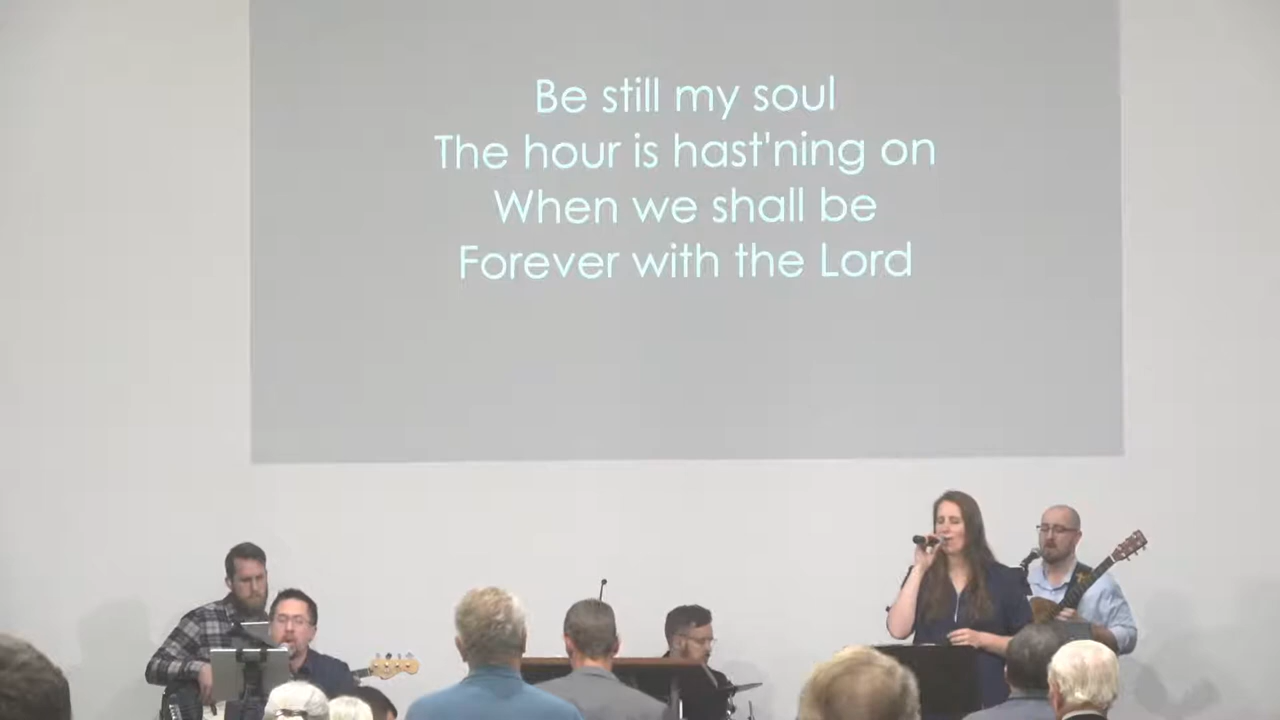 Be still my soul
The hour is hast'ning on
When we shall be
Forever with the Lord